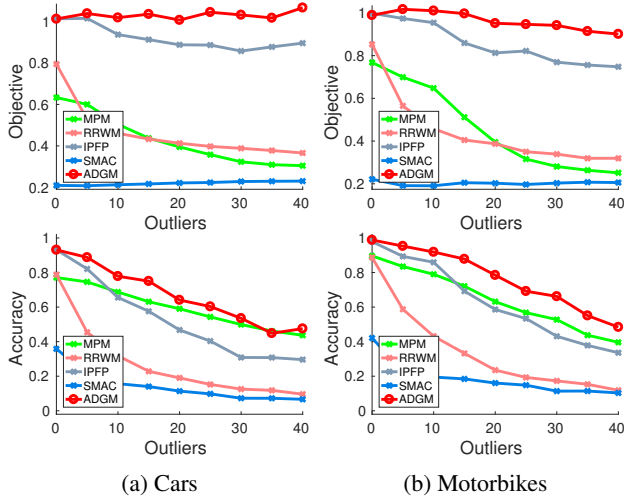 1
0.8
0.6
0.4
0.2
Objective
MPM
RRWM
IPFP
SMAC
ADGM
0 10 20 30 40
Outliers
1
0.8
0.6
0.4
0.2
Objective
MPM
RRWM
IPFP
SMAC
ADGM
0 10 20 30 40
Outliers
1
0.8
0.6
0.4
0.2
0
Accuracy
MPM
RRWM
IPFP
SMAC
ADGM
0 10 20 30 40
Outliers
1
0.8
0.6
0.4
0.2
0
Accuracy
MPM
RRWM
IPFP
SMAC
ADGM
0 10 20 30 40
Outliers
(a) Cars
(b) Motorbikes